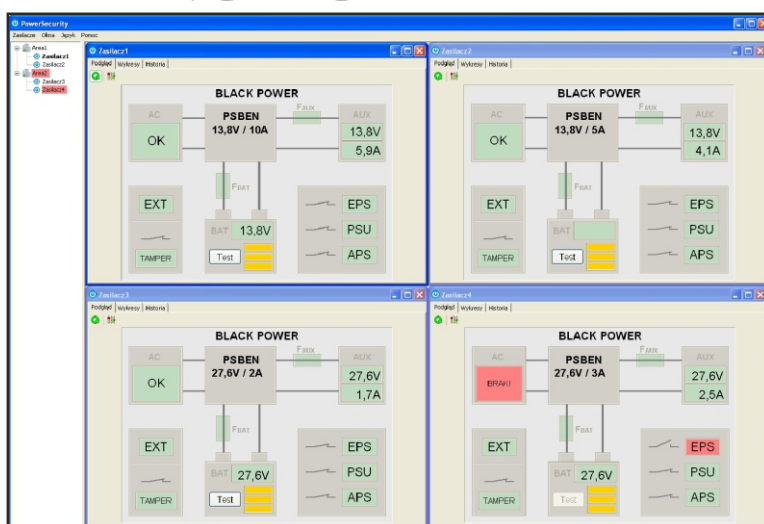 PowerSecurity
Zasilacze Okna Język Pomoc
Area1
Zasilacz1
Zasilacz2
Area2
Zasilacz3
Zasilacz4
Zasilacz1
Podgląd Wykresy Historia
BLACK POWER
AC
OK
PSBEN
13,8V / 10A
FAUX
AUX
13,8V
5,9A
FBAT
EXT
TAMPER
BAT 13,8V
Test
EPS
PSU
APS
Zasilacz2
Podgląd Wykresy Historia
BLACK POWER
AC
OK
PSBEN
13,8V / 5A
FAUX
AUX
13,8V
4,1A
FBAT
EXT
TAMPER
BAT
Test
EPS
PSU
APS
Zasilacz3
Podgląd Wykresy Historia
BLACK POWER
AC
OK
PSBEN
27,6V / 2A
FAUX
AUX
27,6V
1,7A
FBAT
EXT
TAMPER
BAT 27,6V
Test
EPS
PSU
APS
Zasilacz4
Podgląd Wykresy Historia
BLACK POWER
AC
BRAK!
PSBEN
27,6V / 3A
FAUX
AUX
27,6V
2,5A
FBAT
EXT
TAMPER
BAT 27,6V
Test
EPS
PSU
APS